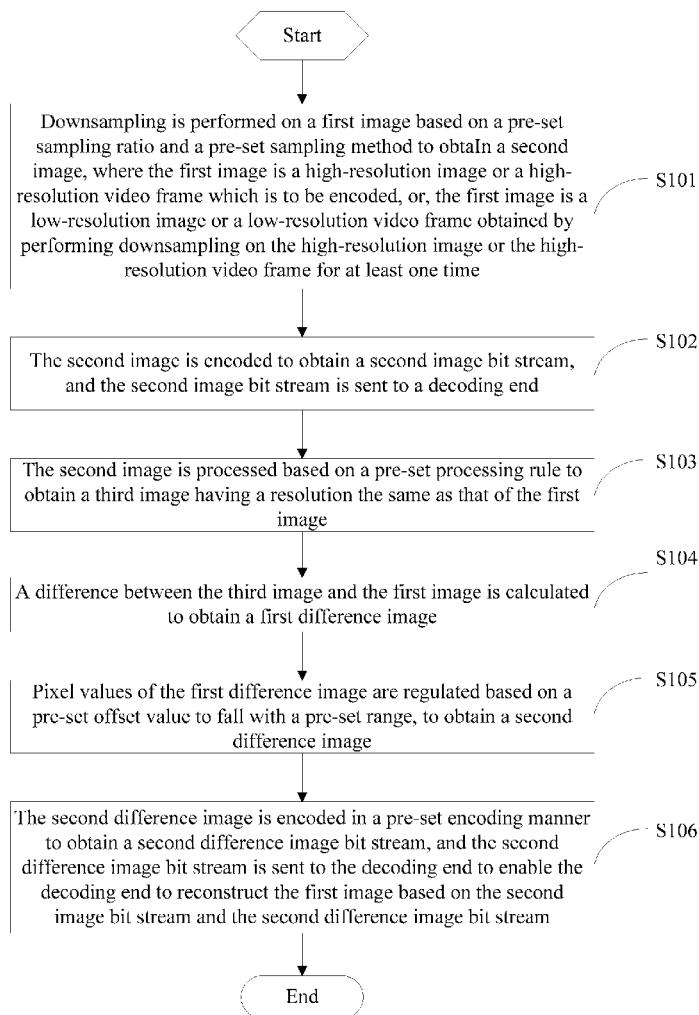 Start
Downsampling is performed on a first image based on a pre-set
sampling ratio and a pre-set sampling method to obtaIn a second
image, where the first image is a high-resolution image or a high-
resolution video frame which is to be encoded, or, the first image is a
low-resolution image or a low-resolution video frame obtained by
performing downsampling on the high-resolution image or the high-
resolution video frame for at least one time
S101
The second image is encoded to obtain a second image bit stream,
and the second image bit stream is sent to a decoding end
S102
The second image is processed based on a pre-set processing rule to
obtain a third image having a resolution the same as that of the first
image
S103
A difference between the third image and the first image is calculated
to obtain a first difference image
S104
Pixel values of the first difference image are regulated based on a
pre-set offset value to fall with a pre-set range, to obtain a second
difference image
S105
The second difference image is encoded in a pre-set encoding manner
to obtain a second difference image bit stream, and the second
difference image bit stream is sent to the decoding end to enable the
decoding end to reconstruct the first image based on the second
image bit stream and the second difference image bit stream
S106
End